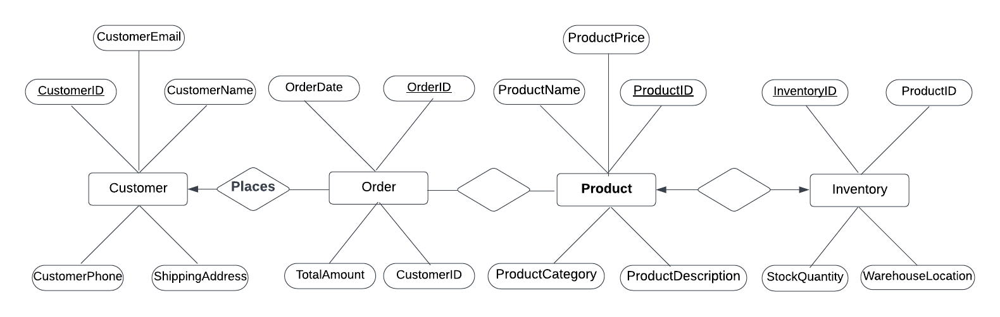 CustomerEmail
ProductPrice
CustomerID
CustomerName
OrderDate
OrderID
ProductName
ProductID
InventoryID
ProductID
Customer
Places
Order
Product
Inventory
CustomerPhone
ShippingAddress
TotalAmount
CustomerID
ProductCategory
ProductDescription
StockQuantity
WarehouseLocation